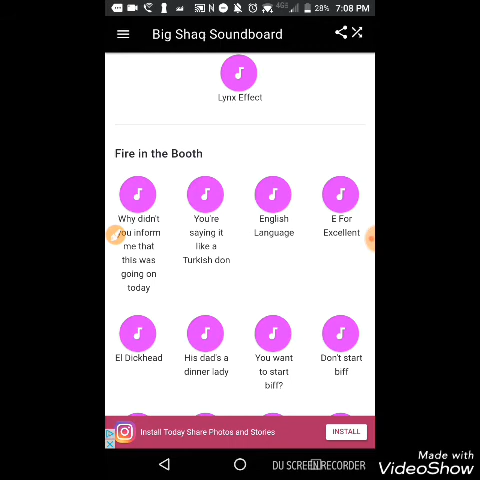 28% 7:08 PM
Big Shaq Soundboard
Lynx Effect
Fire in the Booth
Why didn't
you inform
me that
this was
going on
today
You're
saying it
like a
Turkish don
English
Language
E For
Excellent
El Dickhead
His dad's a
dinner lady
You want
to start
biff?
Don't start
biff
Install Today Share Photos and Stories
INSTALL
DU SCREEN RECORDER
Made with
VideoShow